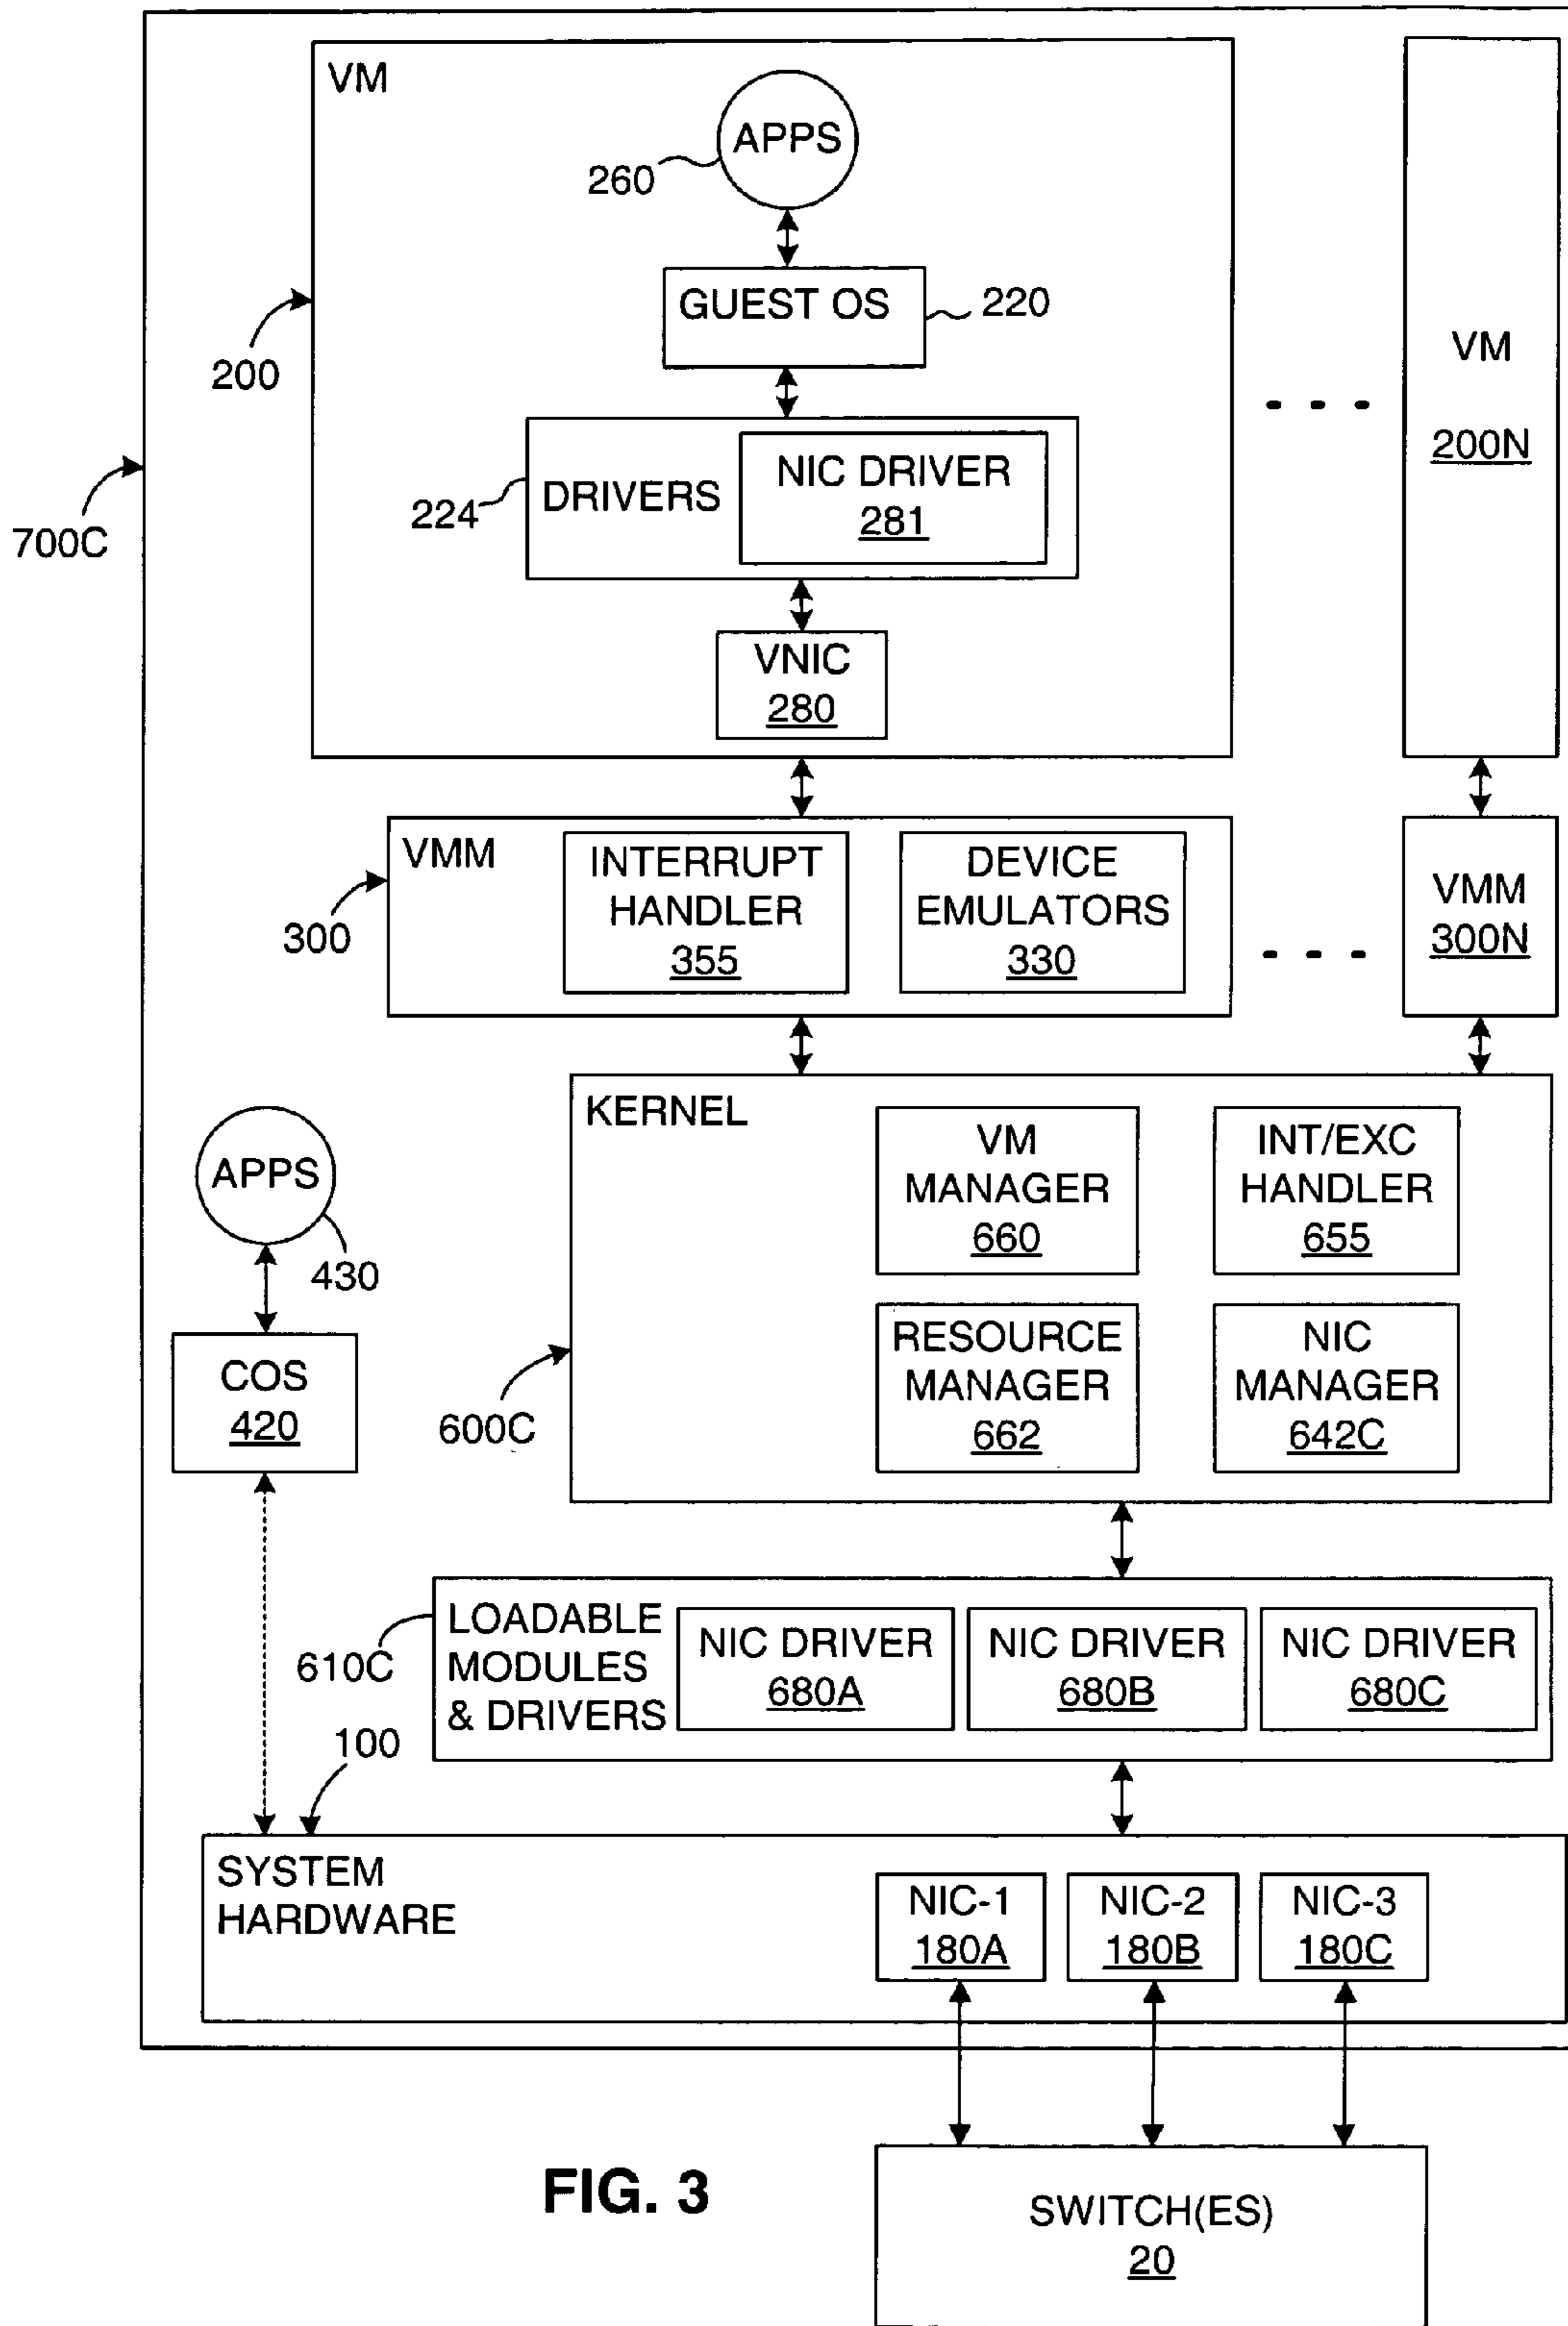 VM
APPS
260
GUEST OS
220
200
VM
200N
DRIVERS
NIC DRIVER
281
224
700C
VNIC
280
VMM
INTERRUPT
HANDLER
355
DEVICE
EMULATORS
330
300
VMM
300N
KERNEL
VM
MANAGER
660
INT/EXC
HANDLER
655
APPS
430
RESOURCE
MANAGER
662
NIC
MANAGER
642C
COS
420
600C
LOADABLE
MODULES
& DRIVERS
NIC DRIVER
680A
NIC DRIVER
680B
NIC DRIVER
680C
610C
100
SYSTEM
HARDWARE
NIC-1
180A
NIC-2
180B
NIC-3
180C
FIG. 3
SWITCH(ES)
20